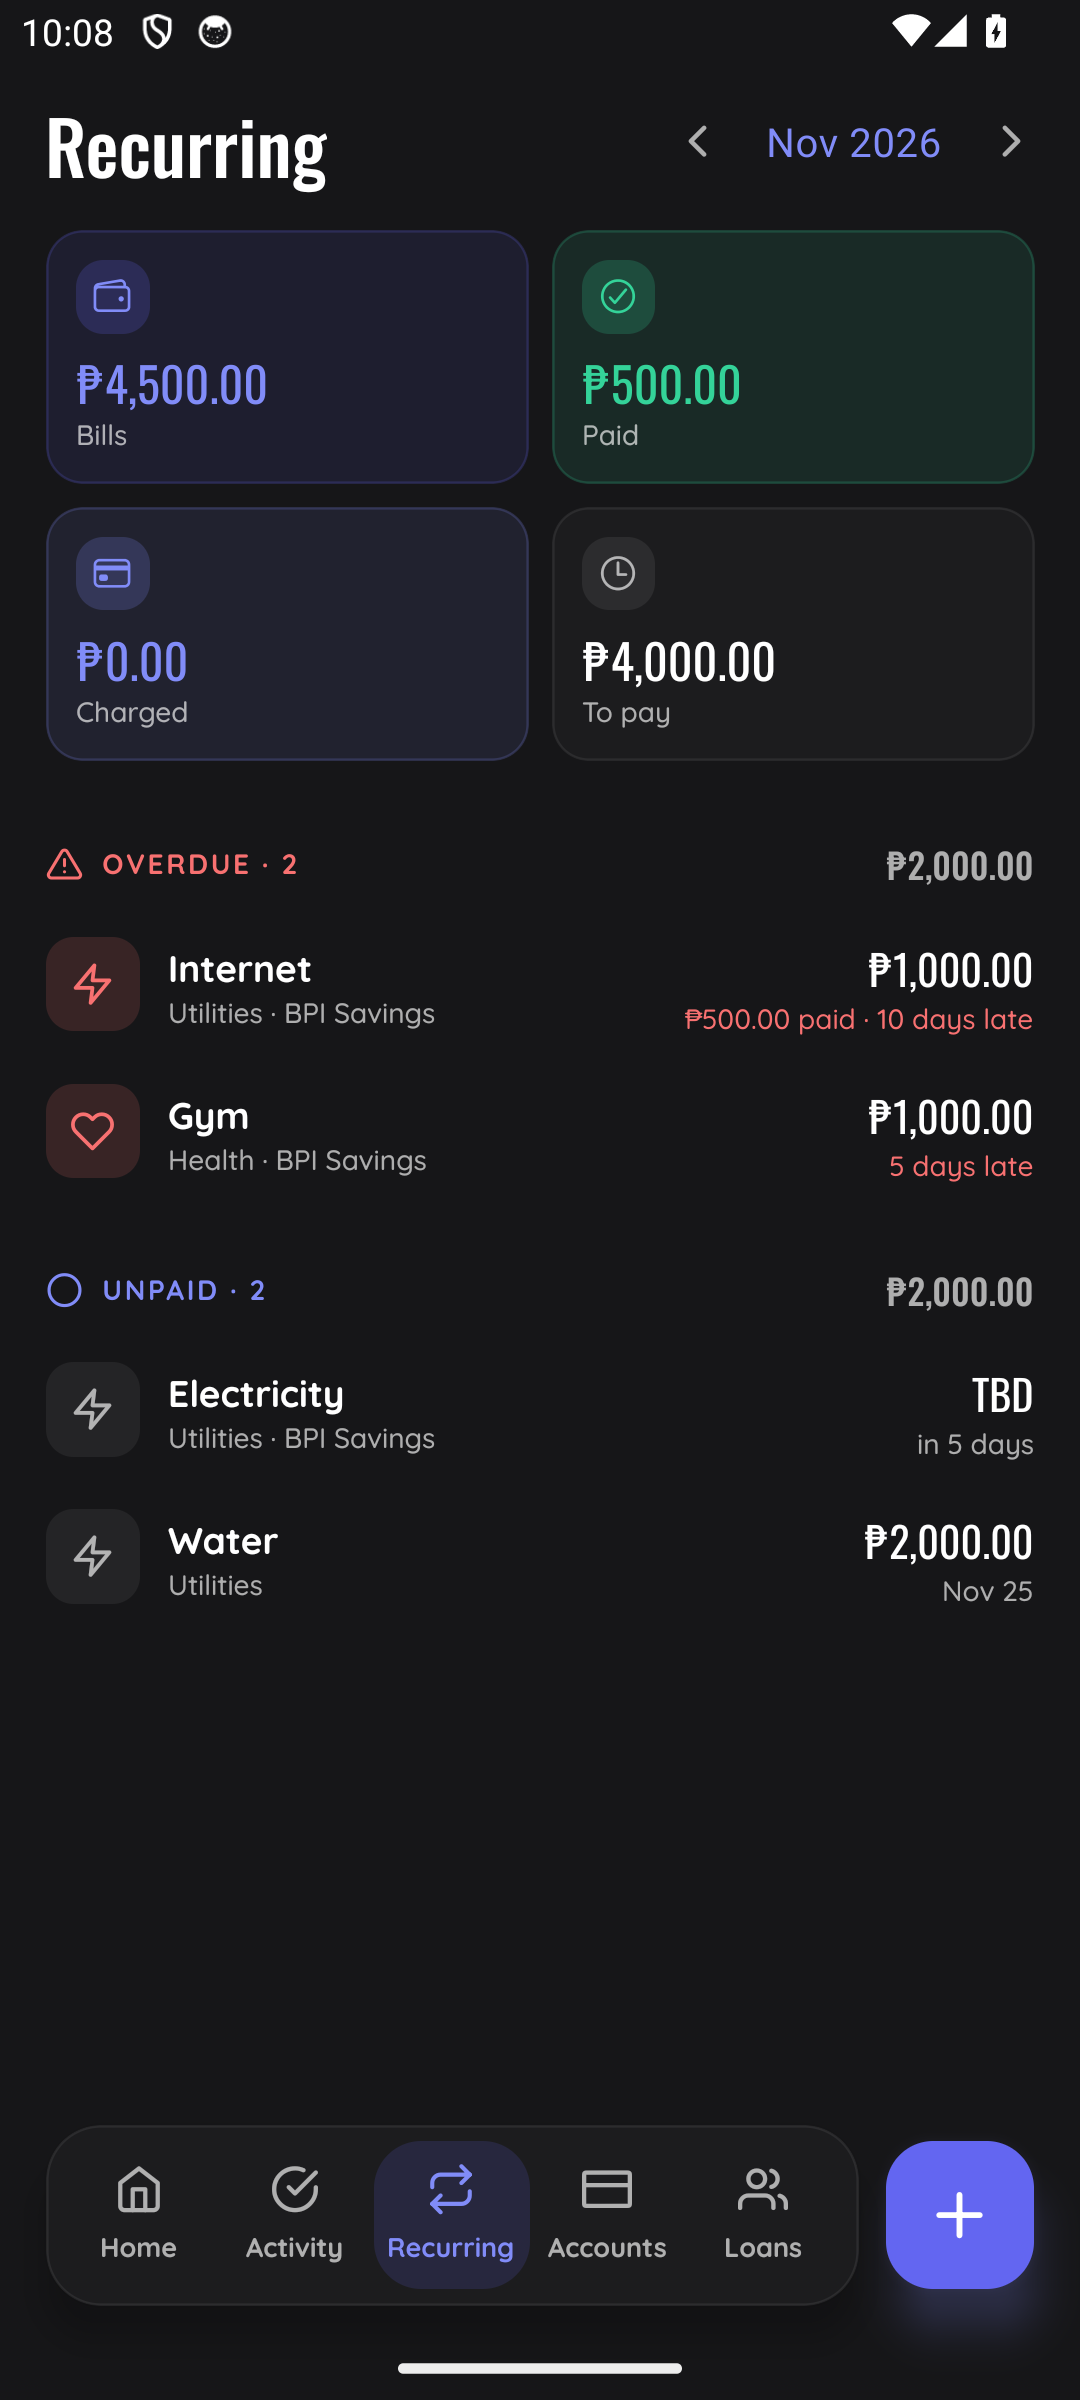 10:08
Recurring
Nov 2026
₱4,500.00
Bills
₱500.00
Paid
₱0.00
Charged
₱4,000.00
To pay
OVERDUE · 2
₱2,000.00
Internet
₱1,000.00
Utilities · BPI Savings
₱500.00 paid · 10 days late
Gym
₱1,000.00
Health · BPI Savings
5 days late
UNPAID · 2
₱2,000.00
Electricity
TBD
Utilities · BPI Savings
in 5 days
Water
₱2,000.00
Utilities
Nov 25
Home
Activity
Recurring
Accounts
Loans